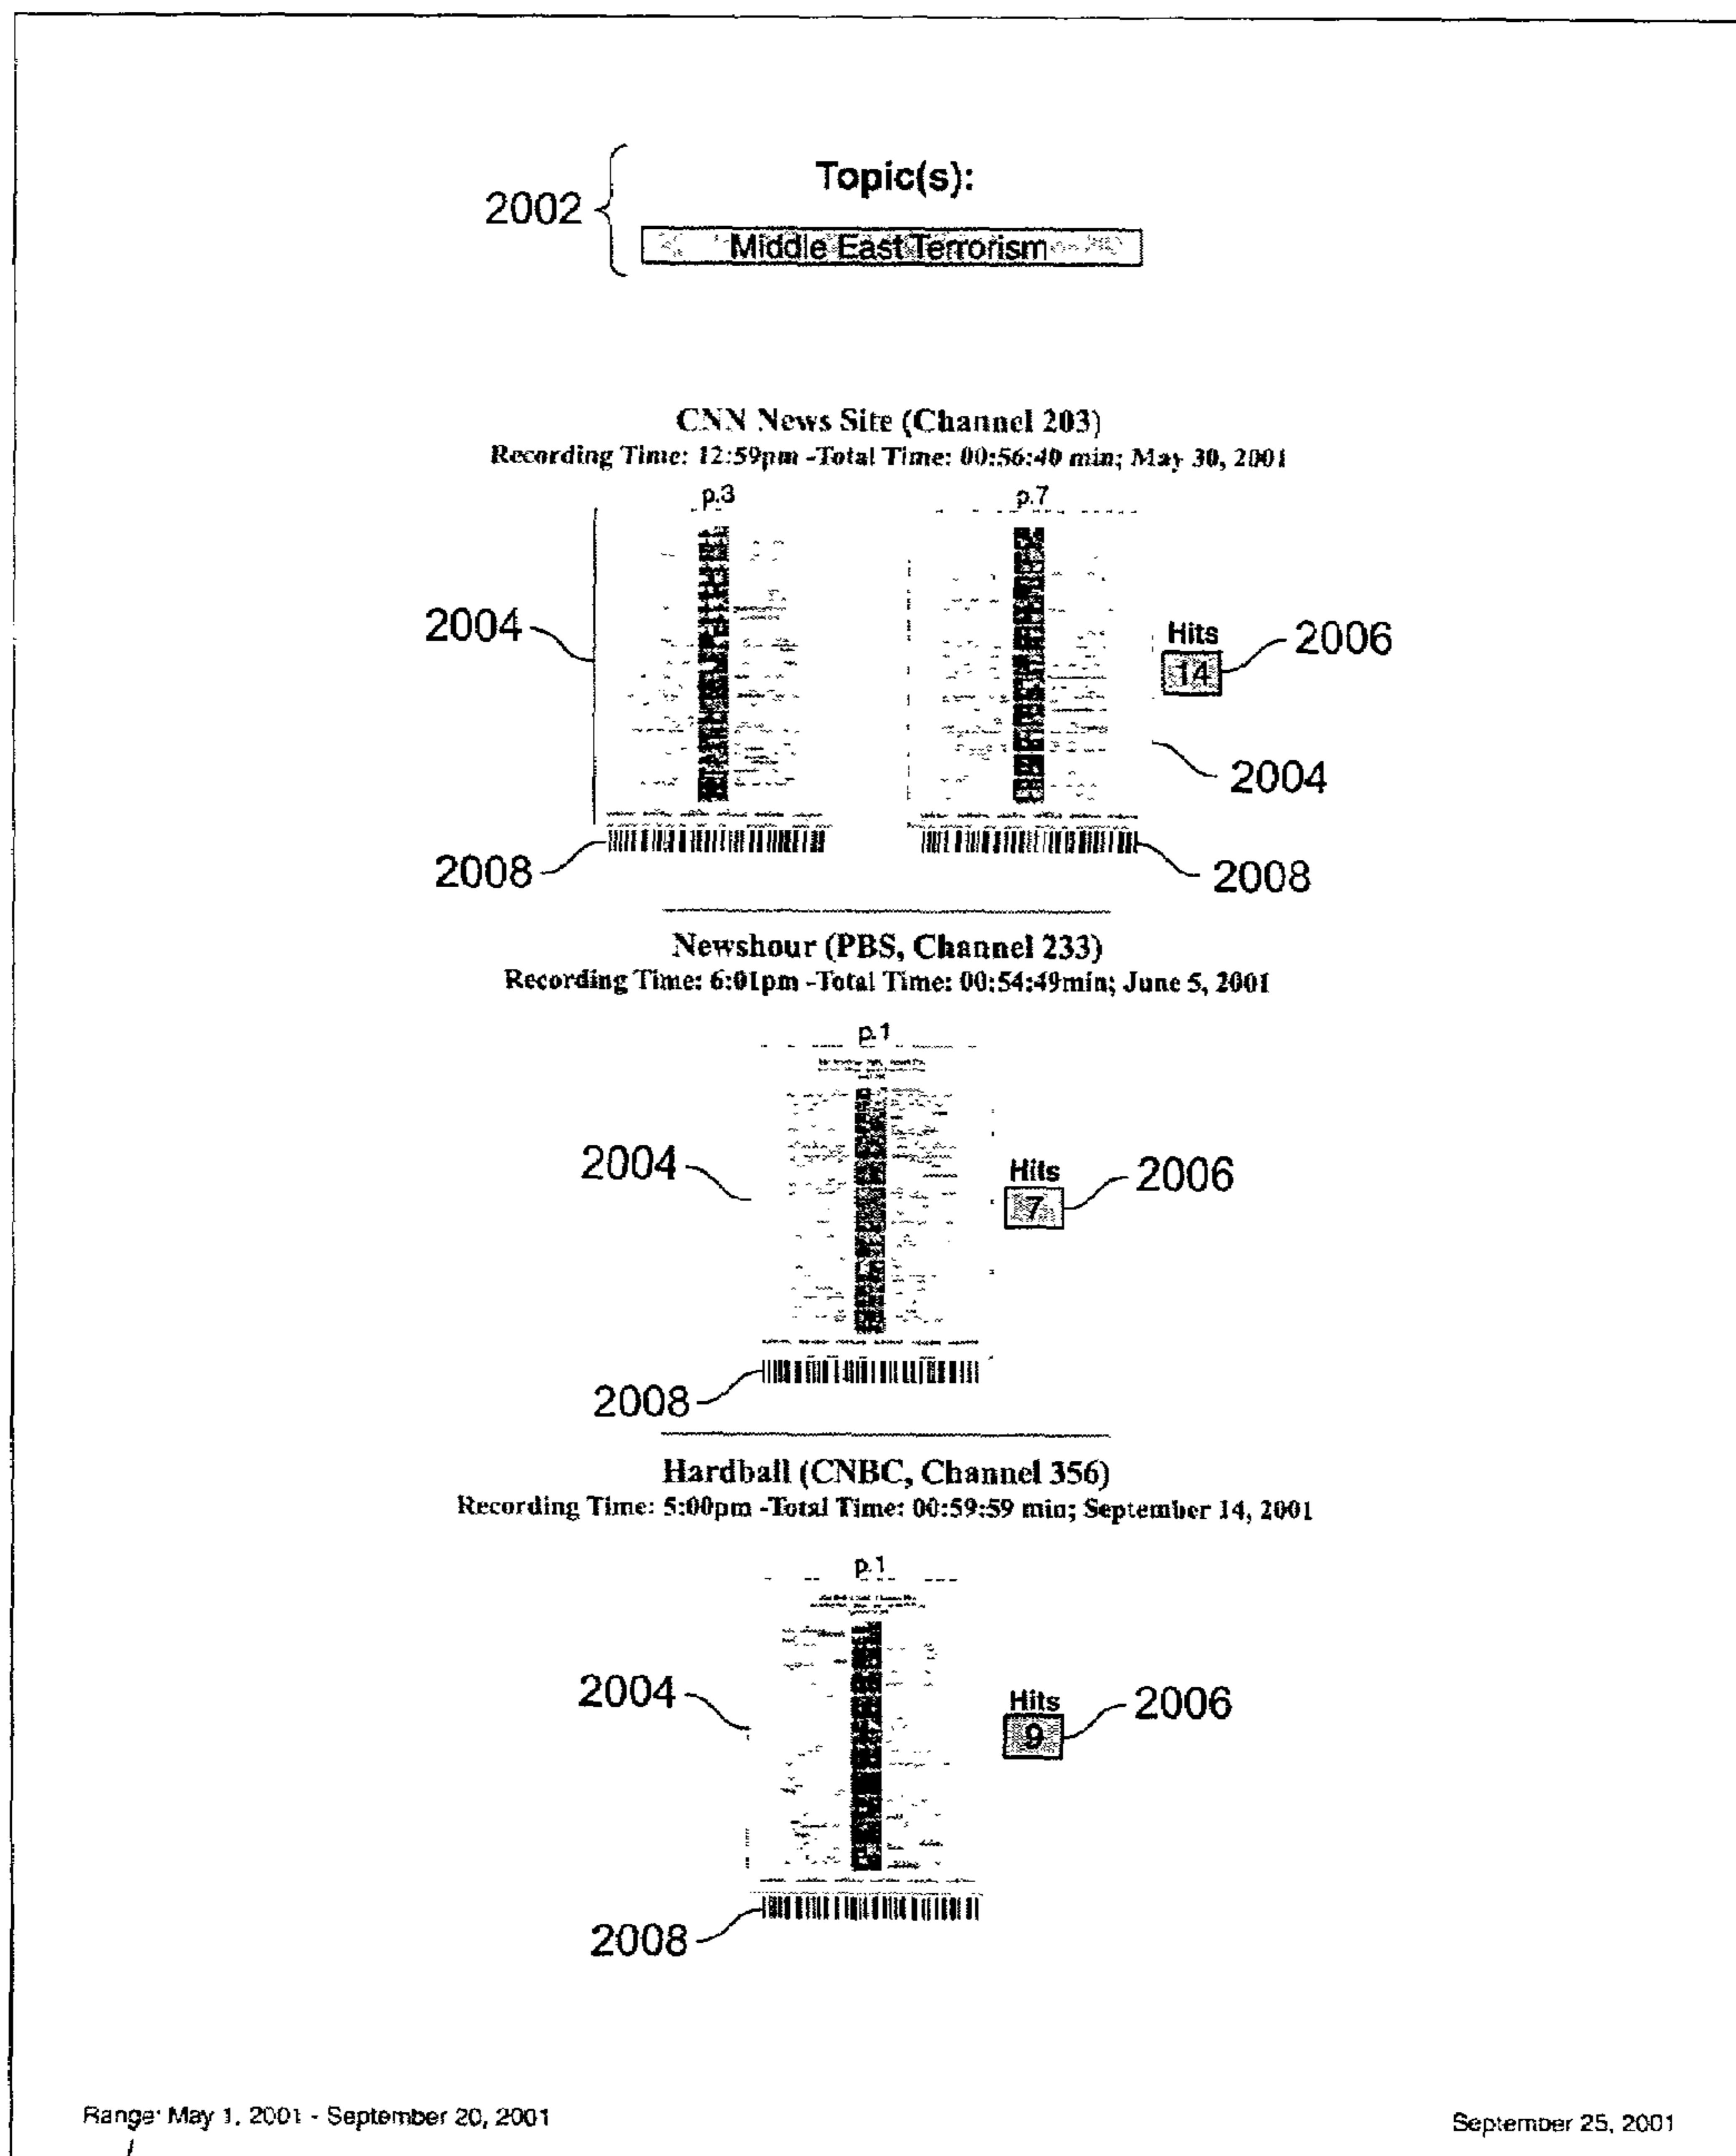 Topic(s):
2002
Middle East Terrorism
CNN News Site (Channel 203)
Recording Time: 12:59pm -Total Time: 00:56:40 min; May 30, 2001
p.3 p.7
2004
Hits
2006
14
2004
2008 2008
Newshour (PBS, Channel 233)
Recording Time: 6:01pm -Total Time: 00:54:49min; June 5, 2001
p.1
2004
Hits
2006
7
2008
Hardball (CNBC, Channel 356)
Recording Time: 5:00pm -Total Time: 00:59:59 min; September 14, 2001
p.1
2004
Hits
2006
9
2008
Range: May 1, 2001 - September 20, 2001
September 25, 2001